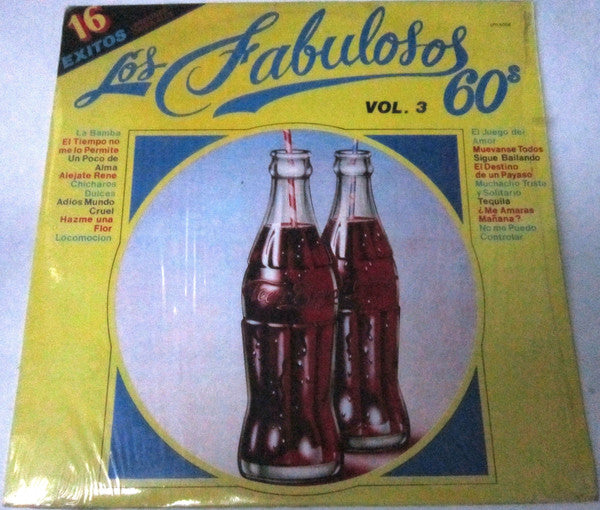 16
EXITOS
Los Fabulosos
60s
VOL. 3
La Bamba
El Tiempo no
me lo Permite
Un Poco de
Alma
Alejate Rene
Chicharos
Dulces
Adios Mundo
Cruel
Hazme una
Flor
Locomocion
El Juego del
Amor
Muevanse Todos
Sigue Bailando
El Destino
de un Payaso
Muchacho Triste
y Solitario
Tequila
¿Me Amaras
Mañana?
No me Puedo
Controlar